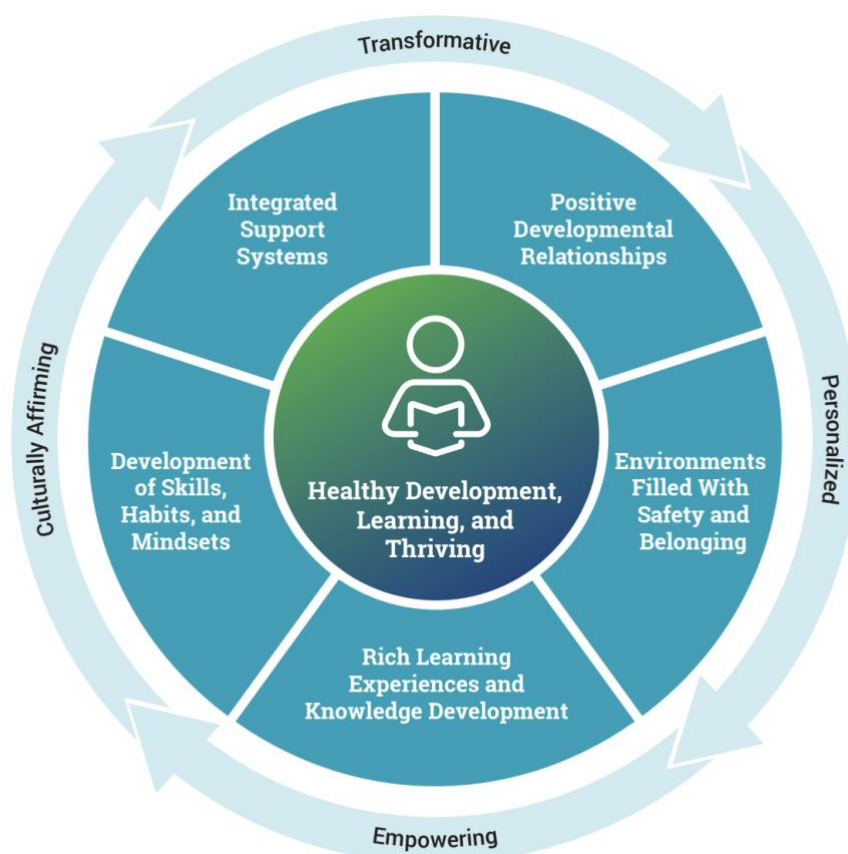 Transformative
Integrated
Support
Systems
Positive
Developmental
Relationships
Culturally Affirming
Personalized
Development
of Skills,
Habits, and
Mindsets
Healthy Development,
Learning, and
Thriving
Environments
Filled With
Safety and
Belonging
Rich Learning
Experiences and
Knowledge Development
Empowering